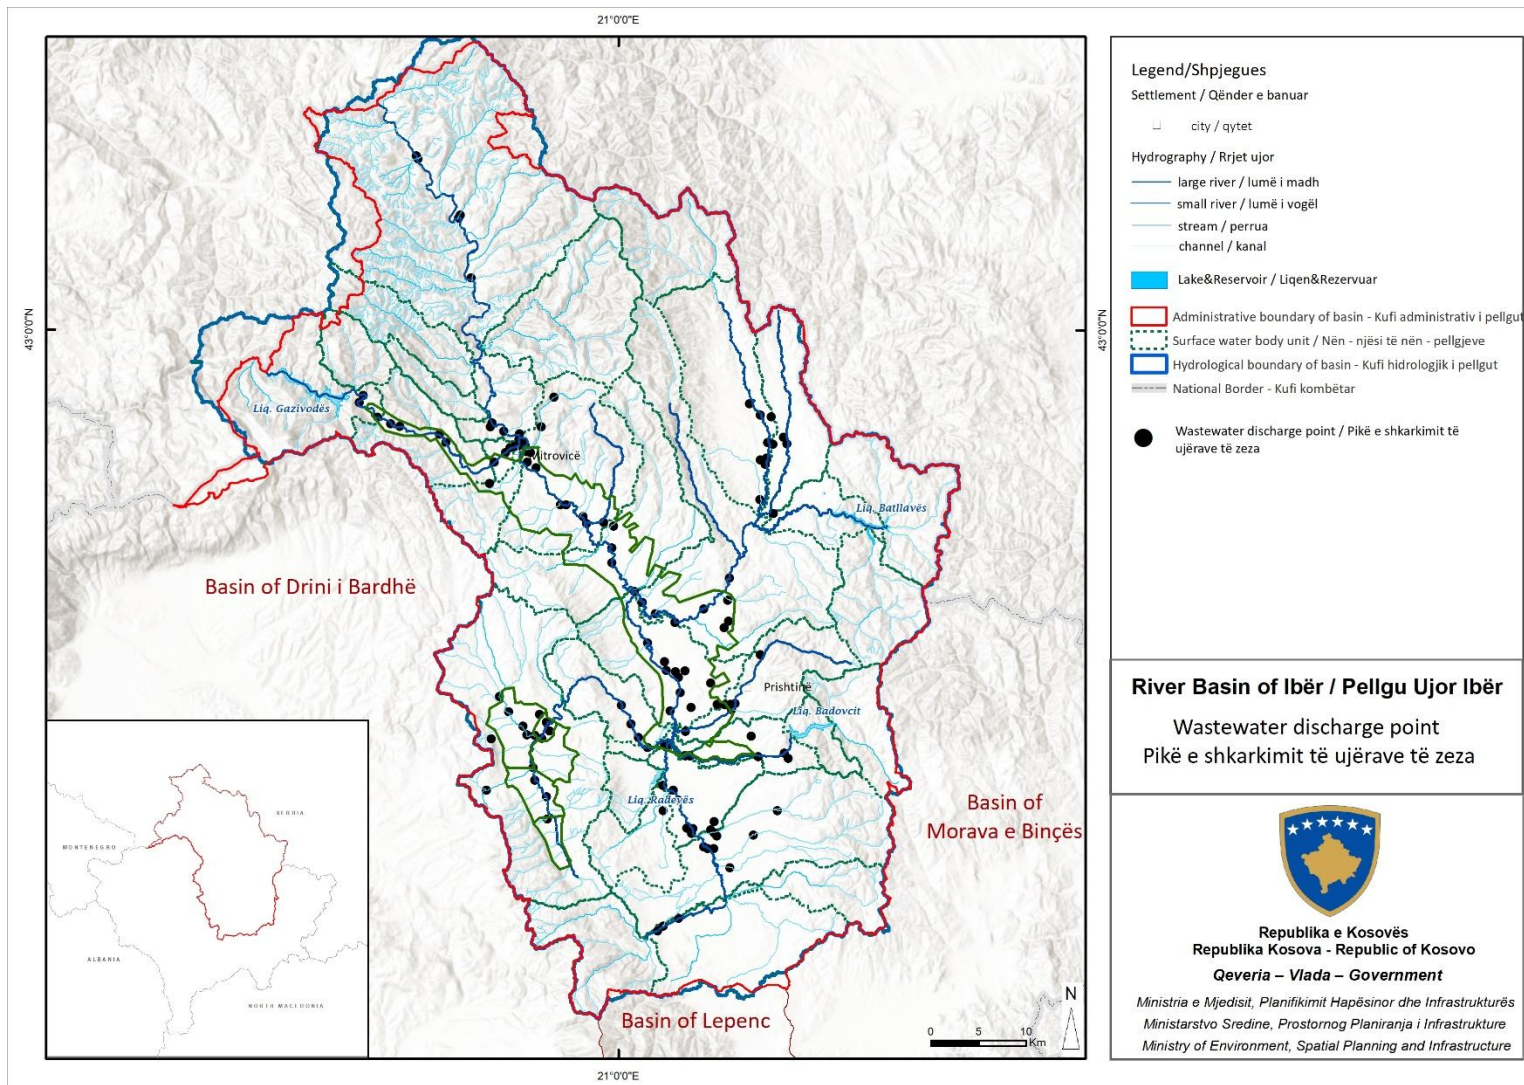 21°0'0"E
43°0'0"N
43°0'0"N
Liq. Gazivodës
Mitrovicë
Liq. Batllavës
Basin of Drini i Bardhë
Prishtinë
Liq. Badovcit
Liq. Radevës
Basin of
Morava e Binçës
Basin of Lepenc
SERBIA
MONTENEGRO
ALBANIA
NORTH MACEDONIA
N
0 5 10
Km
21°0'0"E
Legend/Shpjegues
Settlement / Qënder e banuar
city / qytet
Hydrography / Rrjet ujor
large river / lumë i madh
small river / lumë i vogël
stream / perrua
channel / kanal
Lake&Reservoir / Liqen&Rezervuar
Administrative boundary of basin - Kufi administrativ i pellgut
Surface water body unit / Nën - njësi të nën - pellgjeve
Hydrological boundary of basin - Kufi hidrologjik i pellgut
National Border - Kufi kombëtar
Wastewater discharge point / Pikë e shkarkimit të
ujërave të zeza
River Basin of Ibër / Pellgu Ujor Ibër
Wastewater discharge point
Pikë e shkarkimit të ujërave të zeza
Republika e Kosovës
Republika Kosova - Republic of Kosovo
Qeveria – Vlada – Government
Ministria e Mjedisit, Planifikimit Hapësinor dhe Infrastrukturës
Ministarstvo Sredine, Prostornog Planiranja i Infrastrukture
Ministry of Environment, Spatial Planning and Infrastructure